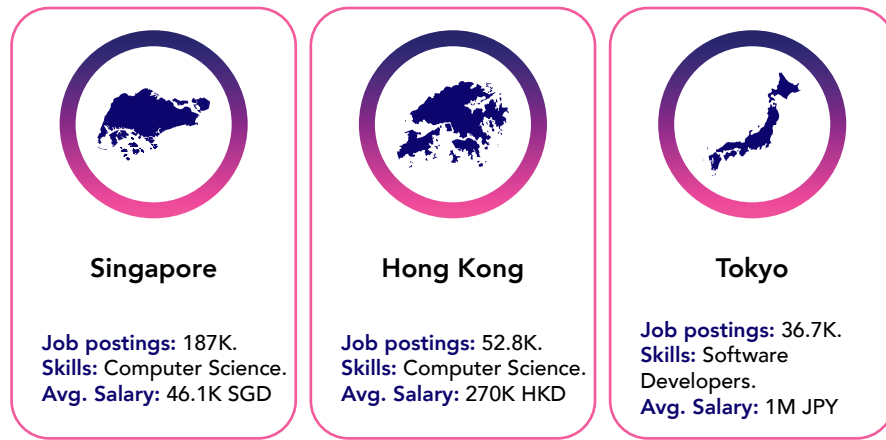 Singapore
Job postings: 187K.
Skills: Computer Science.
Avg. Salary: 46.1K SGD
Hong Kong
Job postings: 52.8K.
Skills: Computer Science.
Avg. Salary: 270K HKD
Tokyo
Job postings: 36.7K.
Skills: Software
Developers.
Avg. Salary: 1M JPY